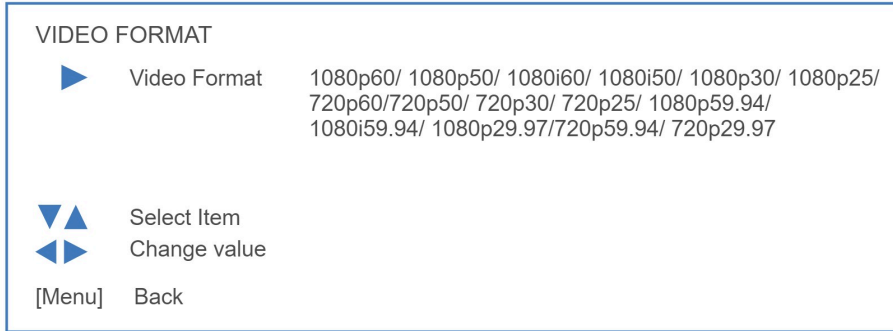 VIDEO FORMAT
Video Format 1080p60/ 1080p50/ 1080i60/ 1080i50/ 1080p30/ 1080p25/
720p60/720p50/ 720p30/ 720p25/ 1080p59.94/
1080i59.94/ 1080p29.97/720p59.94/ 720p29.97
Select Item
Change value
[Menu] Back